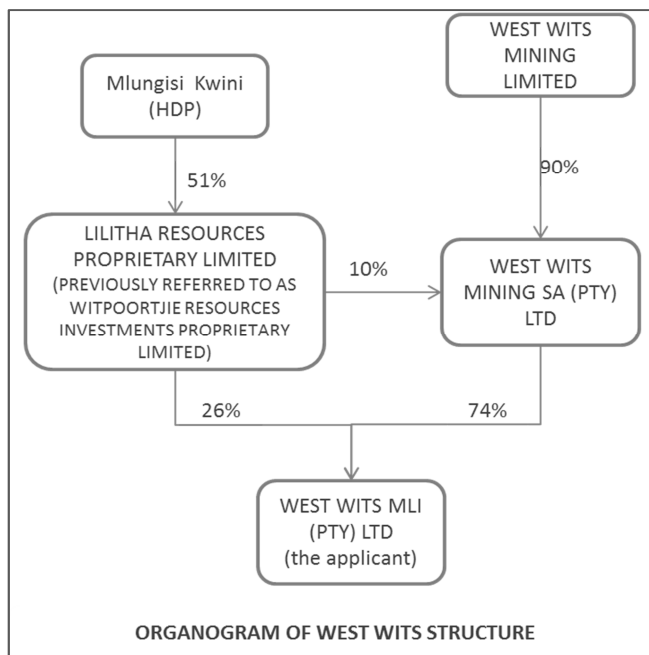 WEST WITS
MINING
LIMITED
Mlungisi Kwini
(HDP)
51%
90%
LILITHA RESOURCES
PROPRIETARY LIMITED
(PREVIOUSLY REFERRED TO AS
WITPOORTJIE RESOURCES
INVESTMENTS PROPRIETARY
LIMITED)
10%
WEST WITS
MINING SA (PTY)
LTD
26%
74%
WEST WITS MLI
(PTY) LTD
(the applicant)
ORGANOGRAM OF WEST WITS STRUCTURE